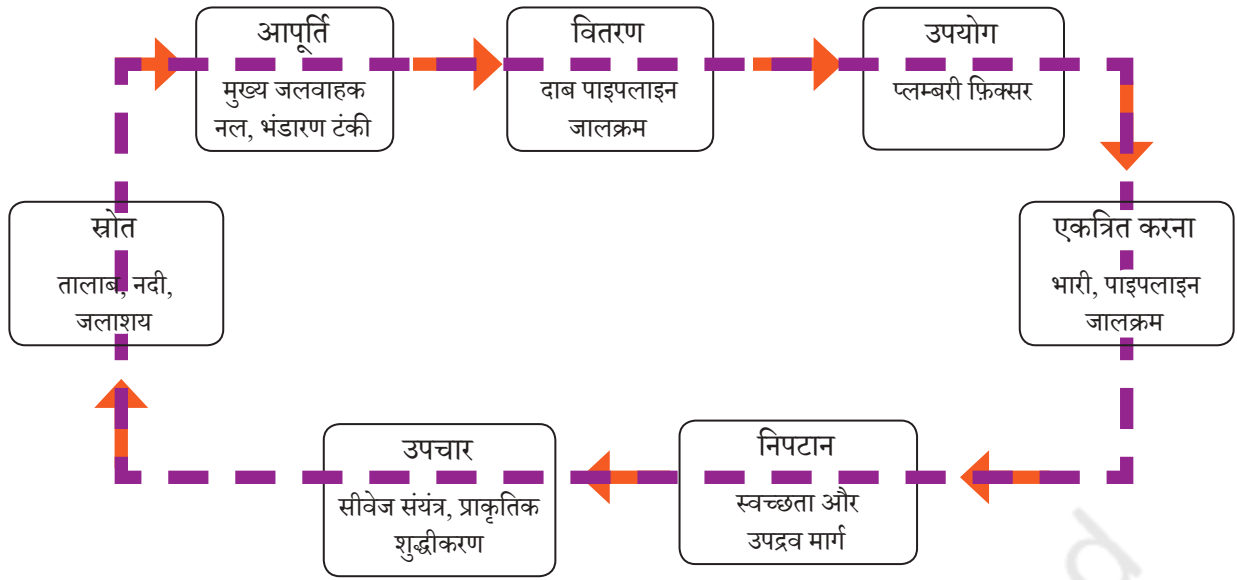 आपूर्ति
मुख्य जलवाहक
नल, भंडारण टंकी
वितरण
दाब पाइपलाइन
जालक्रम
उपयोग
प्लम्बरी फ़िक्सर
एकत्रित करना
भारी, पाइपलाइन
जालक्रम
निपटान
स्वच्छता और
उपद्रव मार्ग
उपचार
सीवेज संयंत्र, प्राकृतिक
शुद्धीकरण
स्रोत
तालाब, नदी,
जलाशय